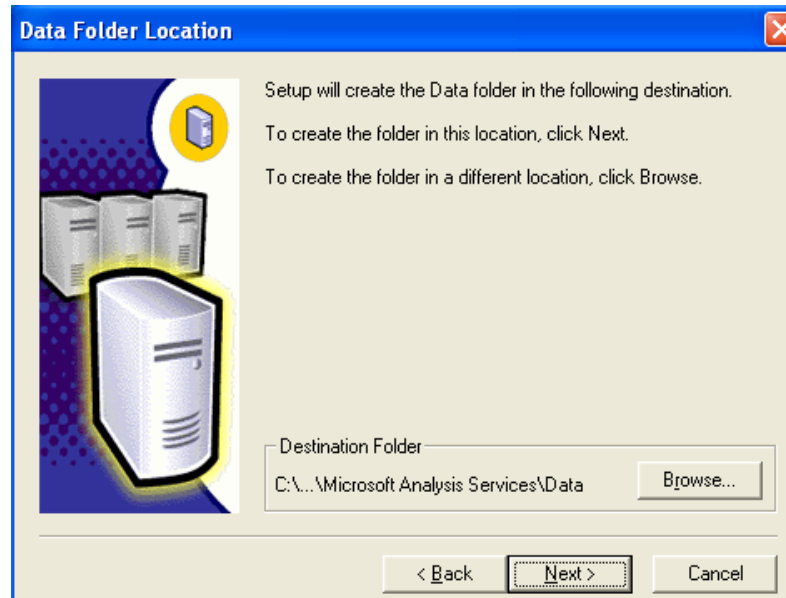 Data Folder Location
Setup will create the Data folder in the following destination.
To create the folder in this location, click Next.
To create the folder in a different location, click Browse.
Destination Folder
C:\...\Microsoft Analysis Services\Data
Browse...
< Back
Next >
Cancel